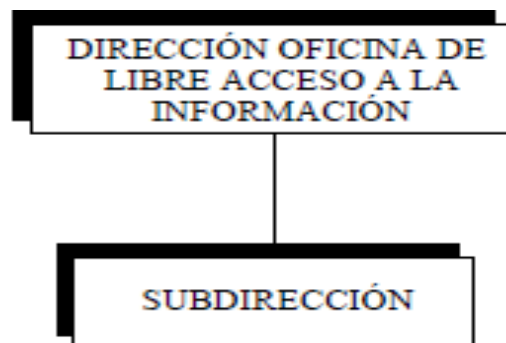 DIRECCIÓN OFICINA DE
LIBRE ACCESO A LA
INFORMACIÓN
SUBDIRECCIÓN